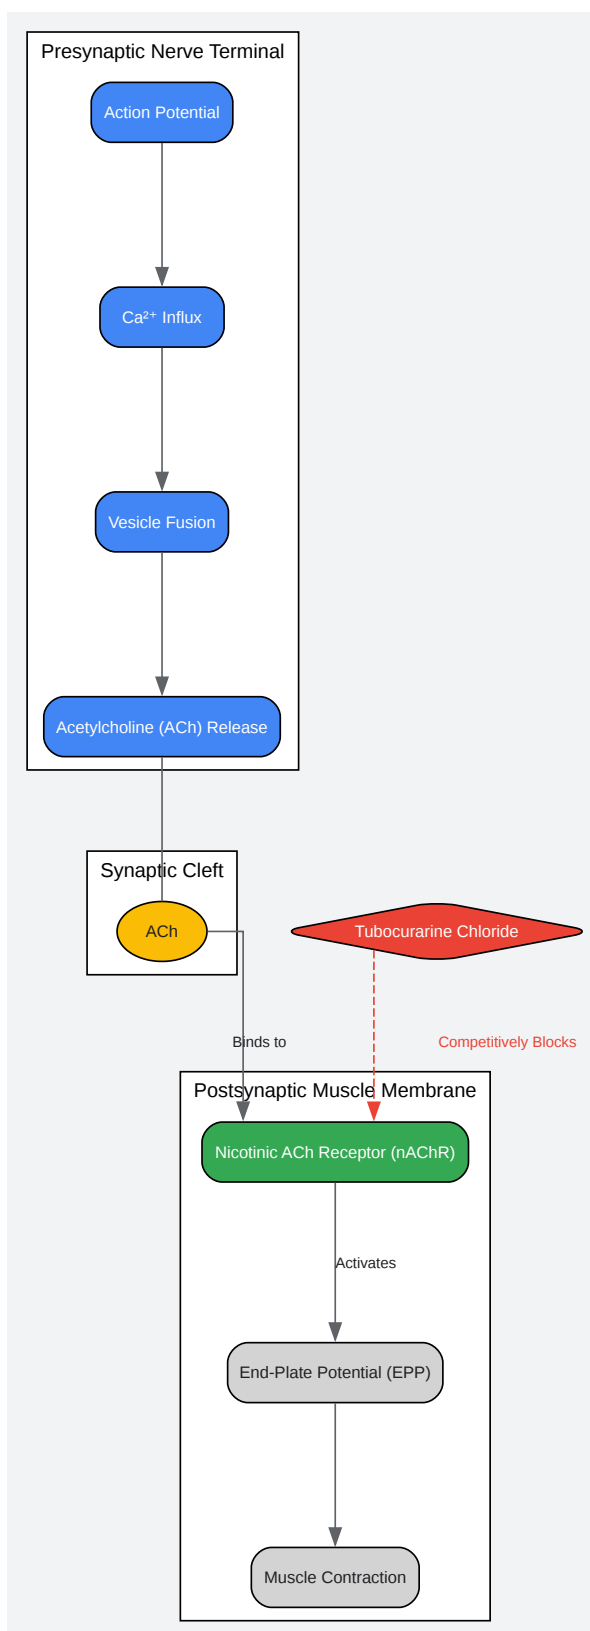 Presynaptic Nerve Terminal
Action Potential
Ca²⁺ Influx
Vesicle Fusion
Acetylcholine (ACh) Release
Synaptic Cleft
ACh
Tubocurarine Chloride
Binds to
Competitively Blocks
Postsynaptic Muscle Membrane
Nicotinic ACh Receptor (nAChR)
Activates
End-Plate Potential (EPP)
Muscle Contraction